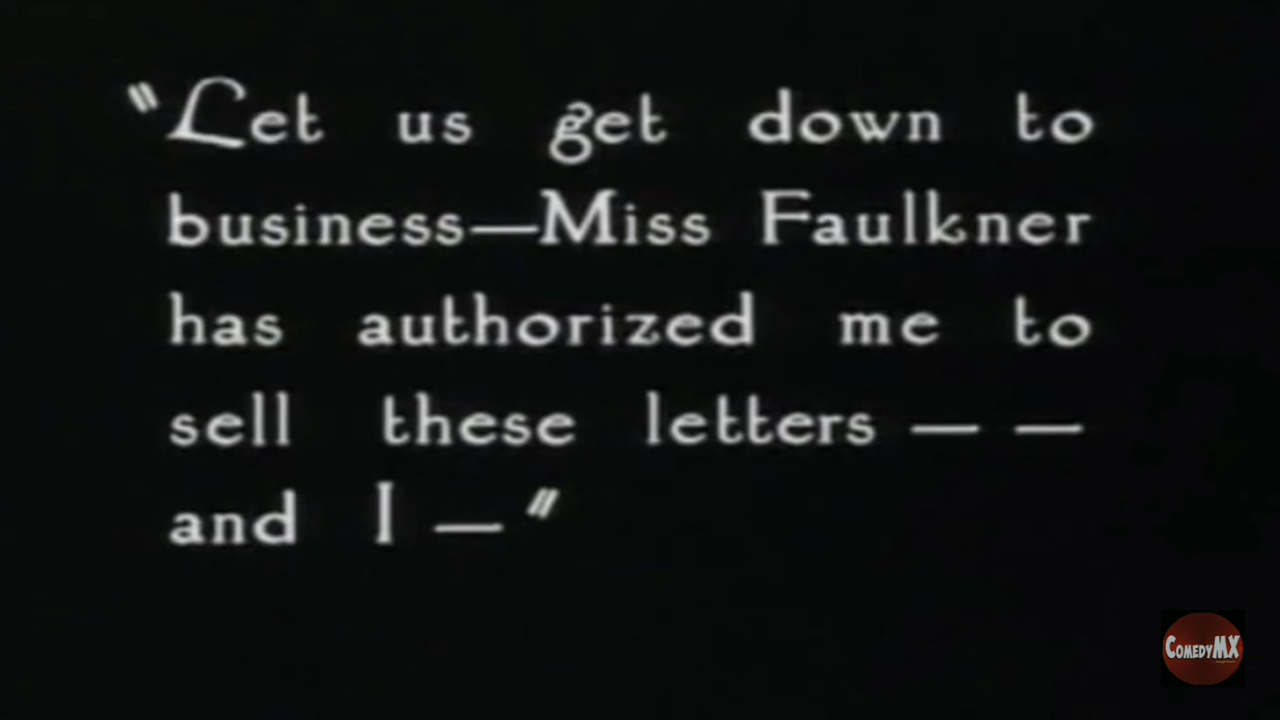 "Let us get down to
business—Miss Faulkner
has authorized me to
sell these letters — —
and I —"
COMEDYMX